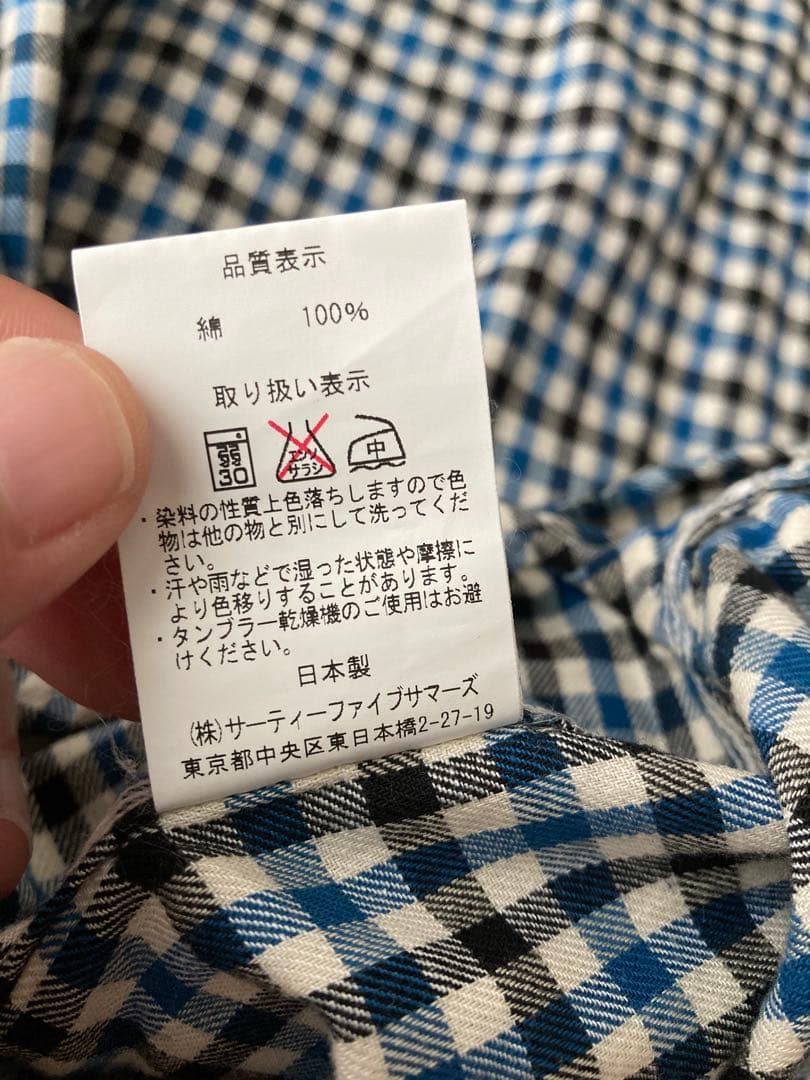 品質表示
綿 100%
取り扱い表示
弱 30 エンソ 中
サラシ
・染料の性質上色落ちしますので色
物は他の物と別にして洗ってくだ
さい。
・汗や雨などで湿った状態や摩擦に
より色移りすることがあります。
・タンブラー乾燥機のご使用はお避
けください。
日本製
(株)サーティーファイブサマーズ
東京都中央区東日本橋2-27-19